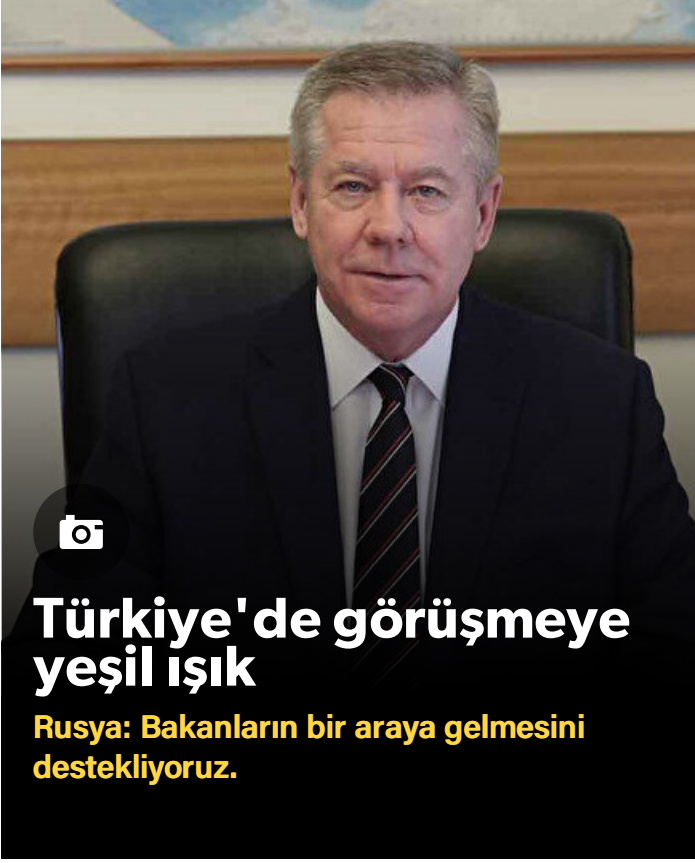 Türkiye'de görüşmeye
yeşil ışık
Rusya: Bakanların bir araya gelmesini
destekliyoruz.